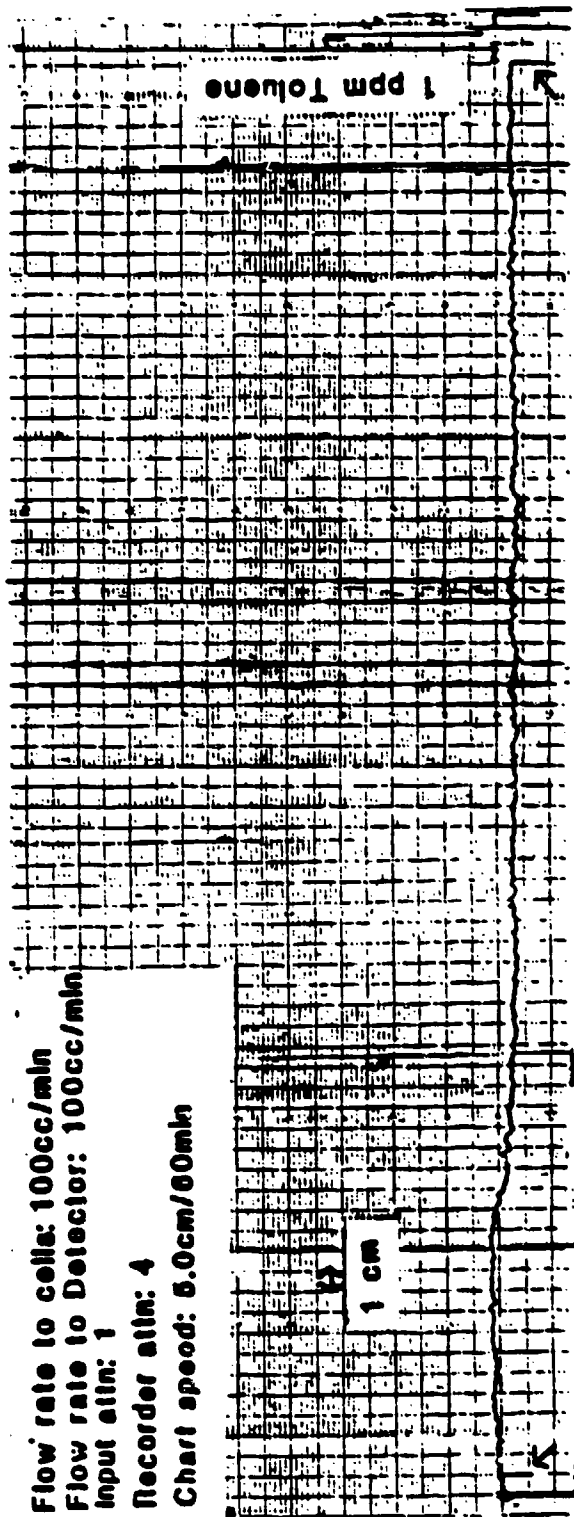 Flow rate to cells: 100cc/min
Flow rate to Detector: 100cc/min
Input attn: 1
Recorder attn: 4
Chart speed: 5.0cm/60min
1 ppm Toluene
1 cm